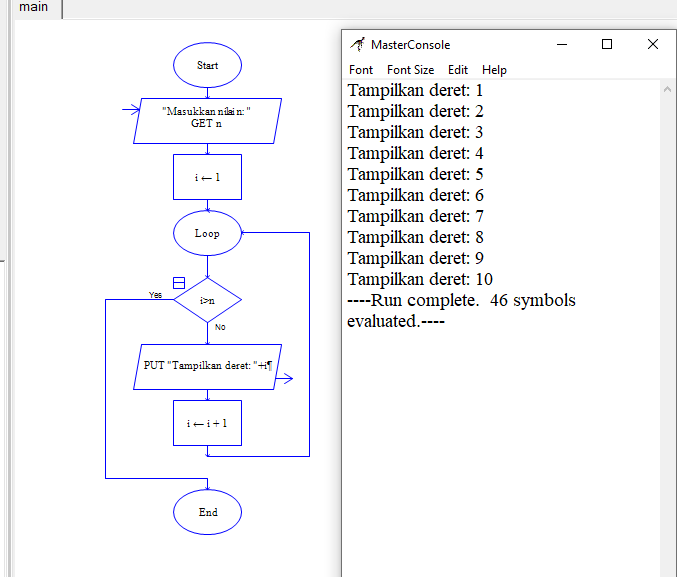 main
Start
"Masukkan nilai n: "
GET n
i ← 1
Loop
Yes
i>n
No
PUT "Tampilkan deret: "+i¶
i ← i + 1
End
MasterConsole
Font Font Size Edit Help
Tampilkan deret: 1
Tampilkan deret: 2
Tampilkan deret: 3
Tampilkan deret: 4
Tampilkan deret: 5
Tampilkan deret: 6
Tampilkan deret: 7
Tampilkan deret: 8
Tampilkan deret: 9
Tampilkan deret: 10
----Run complete.  46 symbols
evaluated.----